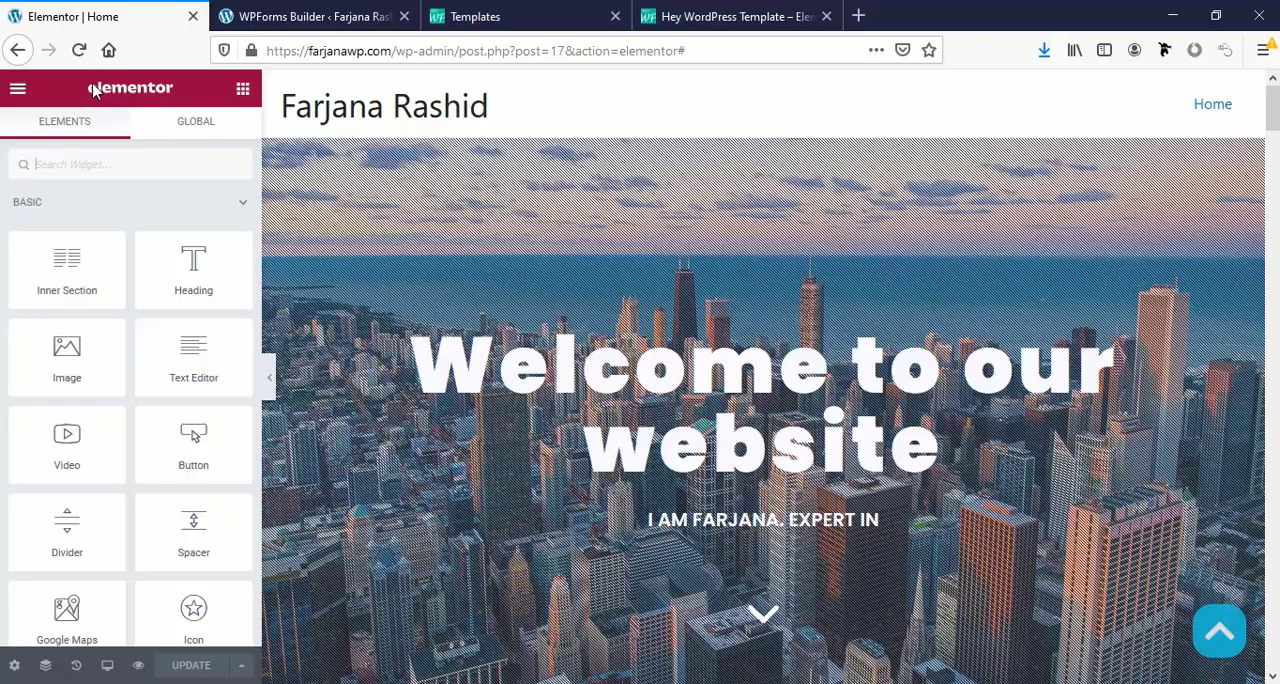 Elementor | Home
WPForms Builder ‹ Farjana Ras
Templates
Hey WordPress Template – Elem
https://farjanawp.com/wp-admin/post.php?post=17&action=elementor#
elementor
ELEMENTS
GLOBAL
Search Widget...
BASIC
Inner Section
Heading
Image
Text Editor
Video
Button
Divider
Spacer
Google Maps
Icon
UPDATE
Farjana Rashid
Home
Welcome to our
website
I AM FARJANA. EXPERT IN